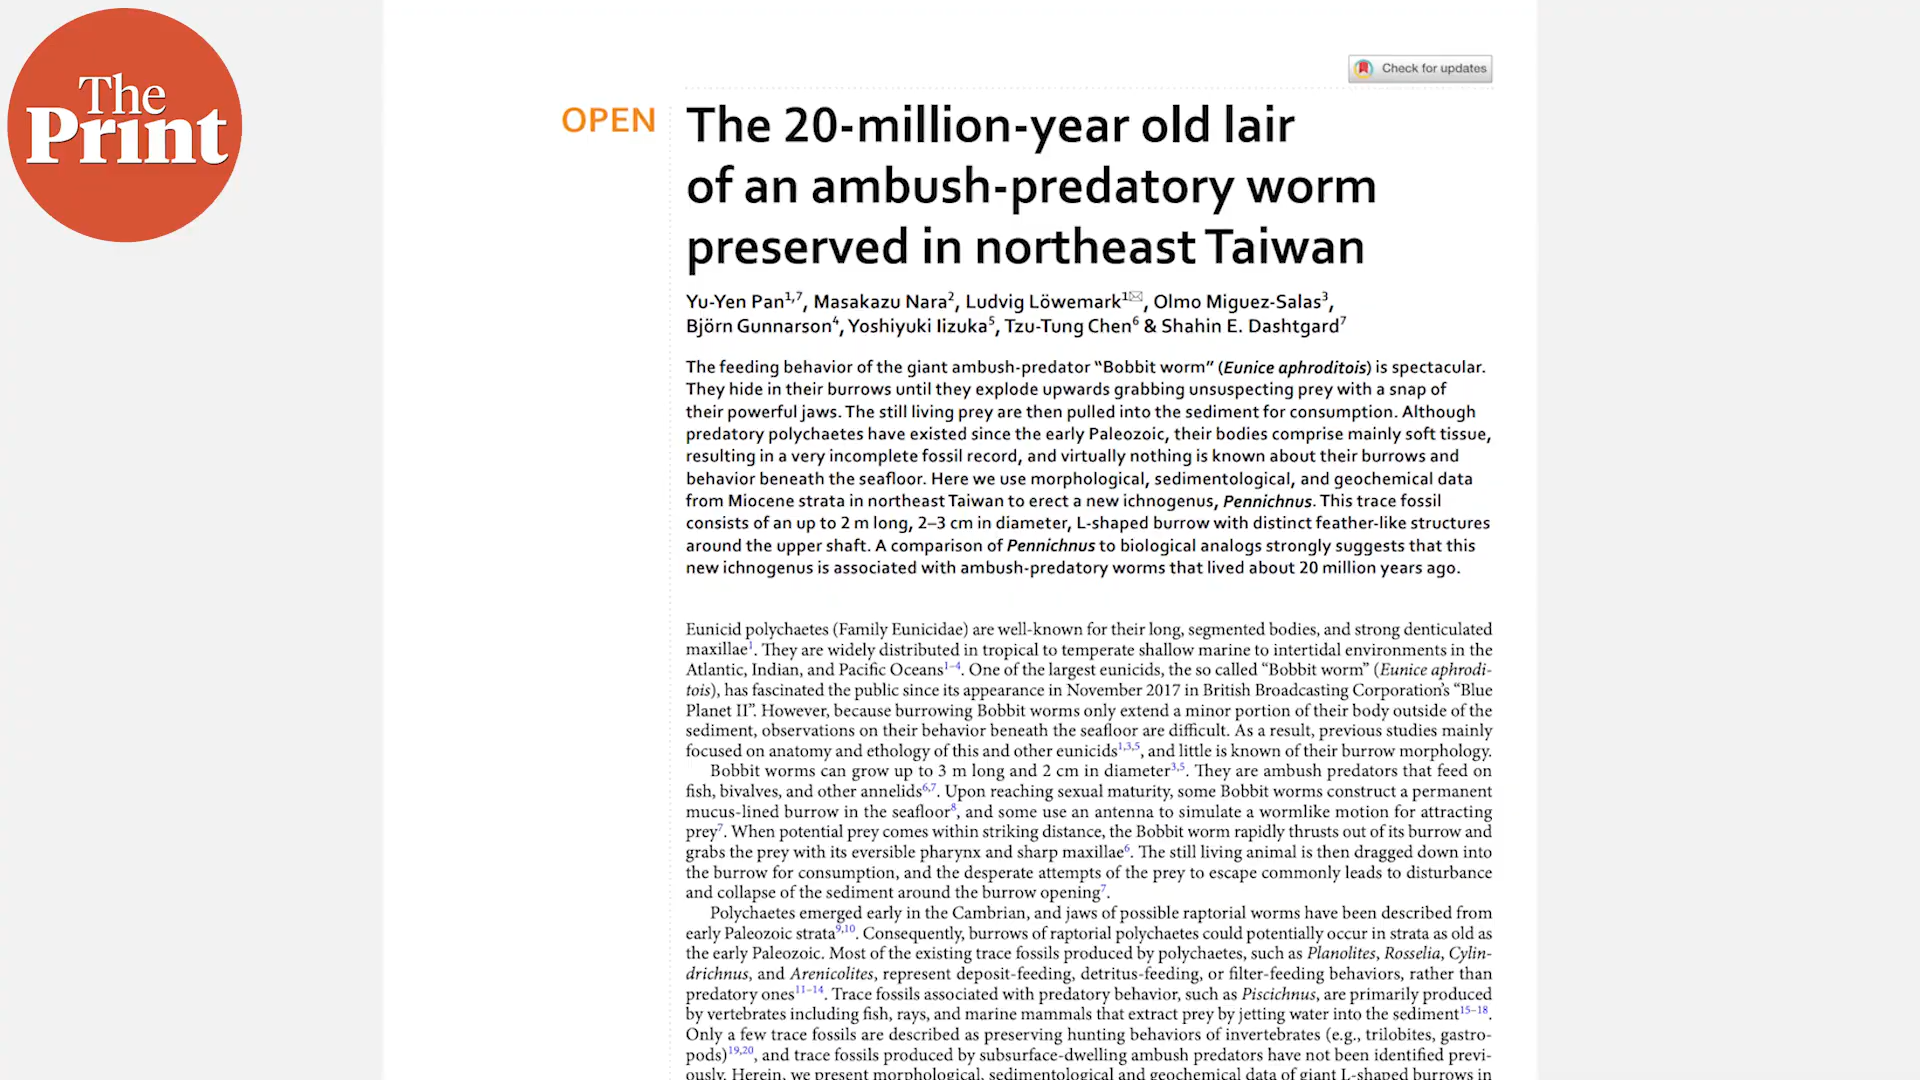 The
Print
Check for updates
OPEN
The 20-million-year old lair
of an ambush-predatory worm
preserved in northeast Taiwan
Yu-Yen Pan1,7, Masakazu Nara2, Ludvig Löwemark1✉, Olmo Miguez-Salas3,
Björn Gunnarson4, Yoshiyuki Iizuka5, Tzu-Tung Chen6 & Shahin E. Dashtgard7
The feeding behavior of the giant ambush-predator “Bobbit worm” (Eunice aphroditois) is spectacular.
They hide in their burrows until they explode upwards grabbing unsuspecting prey with a snap of
their powerful jaws. The still living prey are then pulled into the sediment for consumption. Although
predatory polychaetes have existed since the early Paleozoic, their bodies comprise mainly soft tissue,
resulting in a very incomplete fossil record, and virtually nothing is known about their burrows and
behavior beneath the seafloor. Here we use morphological, sedimentological, and geochemical data
from Miocene strata in northeast Taiwan to erect a new ichnogenus, Pennichnus. This trace fossil
consists of an up to 2 m long, 2–3 cm in diameter, L-shaped burrow with distinct feather-like structures
around the upper shaft. A comparison of Pennichnus to biological analogs strongly suggests that this
new ichnogenus is associated with ambush-predatory worms that lived about 20 million years ago.
Eunicid polychaetes (Family Eunicidae) are well-known for their long, segmented bodies, and strong denticulated
maxillae1. They are widely distributed in tropical to temperate shallow marine to intertidal environments in the
Atlantic, Indian, and Pacific Oceans1–4. One of the largest eunicids, the so called “Bobbit worm” (Eunice aphrodi-
tois), has fascinated the public since its appearance in November 2017 in British Broadcasting Corporation’s “Blue
Planet II”. However, because burrowing Bobbit worms only extend a minor portion of their body outside of the
sediment, observations on their behavior beneath the seafloor are difficult. As a result, previous studies mainly
focused on anatomy and ethology of this and other eunicids1,3,5, and little is known of their burrow morphology.
Bobbit worms can grow up to 3 m long and 2 cm in diameter3,5. They are ambush predators that feed on
fish, bivalves, and other annelids6,7. Upon reaching sexual maturity, some Bobbit worms construct a permanent
mucus-lined burrow in the seafloor8, and some use an antenna to simulate a wormlike motion for attracting
prey7. When potential prey comes within striking distance, the Bobbit worm rapidly thrusts out of its burrow and
grabs the prey with its eversible pharynx and sharp maxillae6. The still living animal is then dragged down into
the burrow for consumption, and the desperate attempts of the prey to escape commonly leads to disturbance
and collapse of the sediment around the burrow opening7.
Polychaetes emerged early in the Cambrian, and jaws of possible raptorial worms have been described from
early Paleozoic strata9,10. Consequently, burrows of raptorial polychaetes could potentially occur in strata as old as
the early Paleozoic. Most of the existing trace fossils produced by polychaetes, such as Planolites, Rosselia, Cylin-
drichnus, and Arenicolites, represent deposit-feeding, detritus-feeding, or filter-feeding behaviors, rather than
predatory ones11–14. Trace fossils associated with predatory behavior, such as Piscichnus, are primarily produced
by vertebrates including fish, rays, and marine mammals that extract prey by jetting water into the sediment15–18.
Only a few trace fossils are described as preserving hunting behaviors of invertebrates (e.g., trilobites, gastro-
pods)19,20, and trace fossils produced by subsurface-dwelling ambush predators have not been identified previ-
ously. Herein, we present morphological, sedimentological and geochemical data of giant L-shaped burrows in